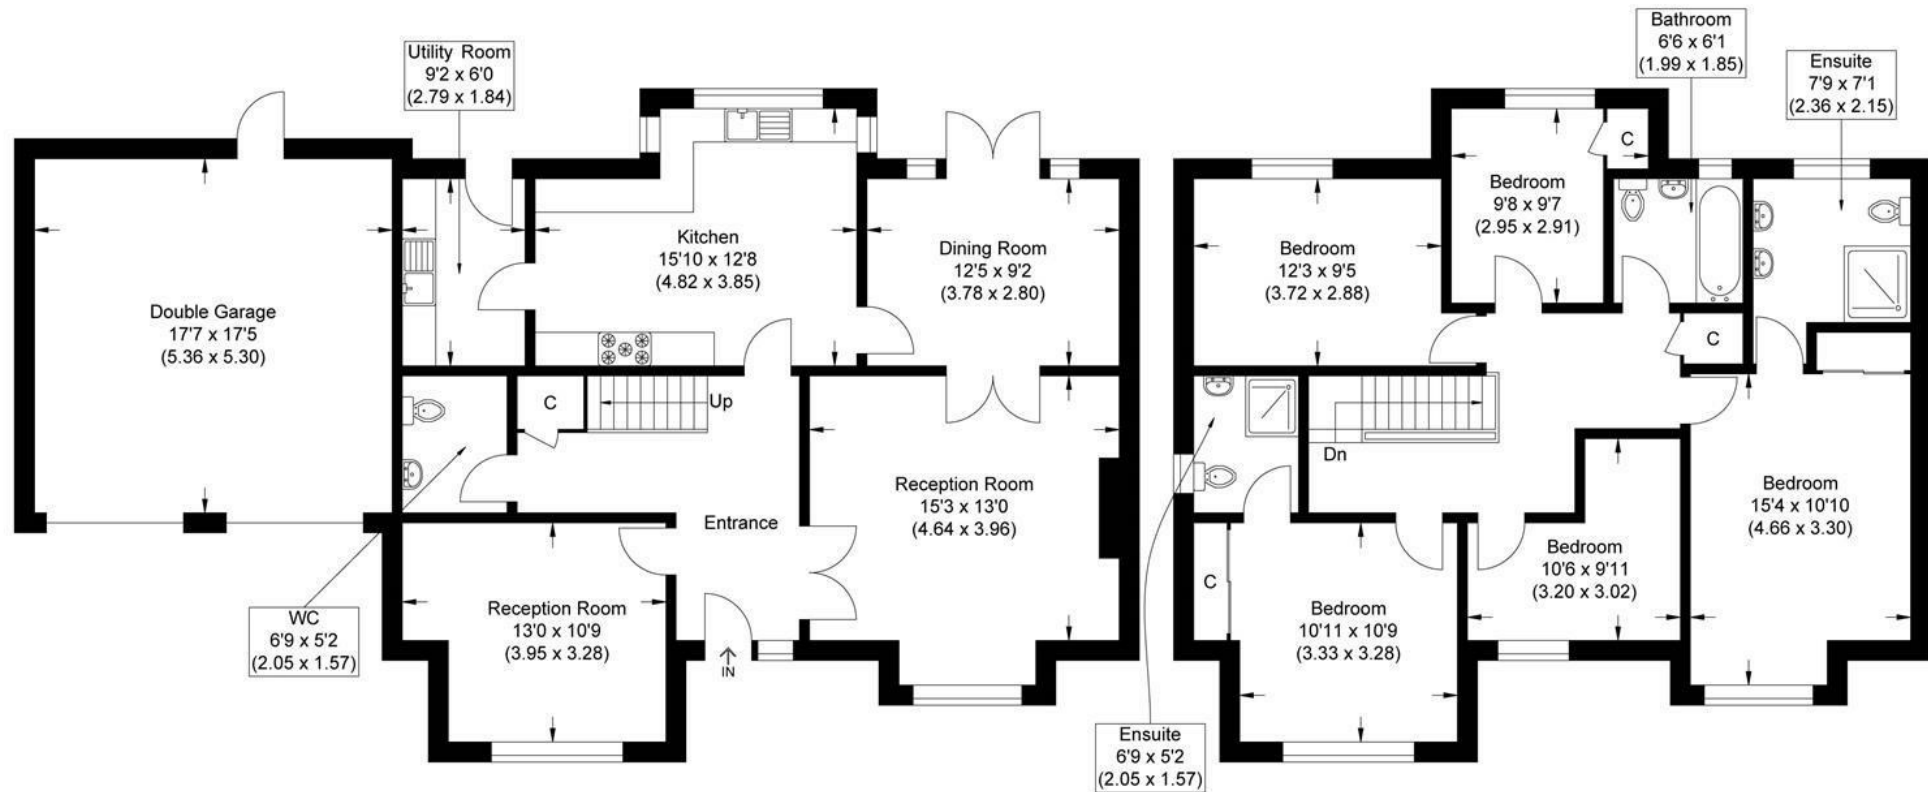 Utility Room
9'2 x 6'0
(2.79 x 1.84)
Double Garage
17'7 x 17'5
(5.36 x 5.30)
Kitchen
15'10 x 12'8
(4.82 x 3.85)
Dining Room
12'5 x 9'2
(3.78 x 2.80)
C
Up
Reception Room
15'3 x 13'0
(4.64 x 3.96)
Entrance
WC
6'9 x 5'2
(2.05 x 1.57)
Reception Room
13'0 x 10'9
(3.95 x 3.28)
IN
Bathroom
6'6 x 6'1
(1.99 x 1.85)
Ensuite
7'9 x 7'1
(2.36 x 2.15)
C
Bedroom
9'8 x 9'7
(2.95 x 2.91)
Bedroom
12'3 x 9'5
(3.72 x 2.88)
C
Dn
Bedroom
15'4 x 10'10
(4.66 x 3.30)
Bedroom
10'6 x 9'11
(3.20 x 3.02)
C
Bedroom
10'11 x 10'9
(3.33 x 3.28)
Ensuite
6'9 x 5'2
(2.05 x 1.57)